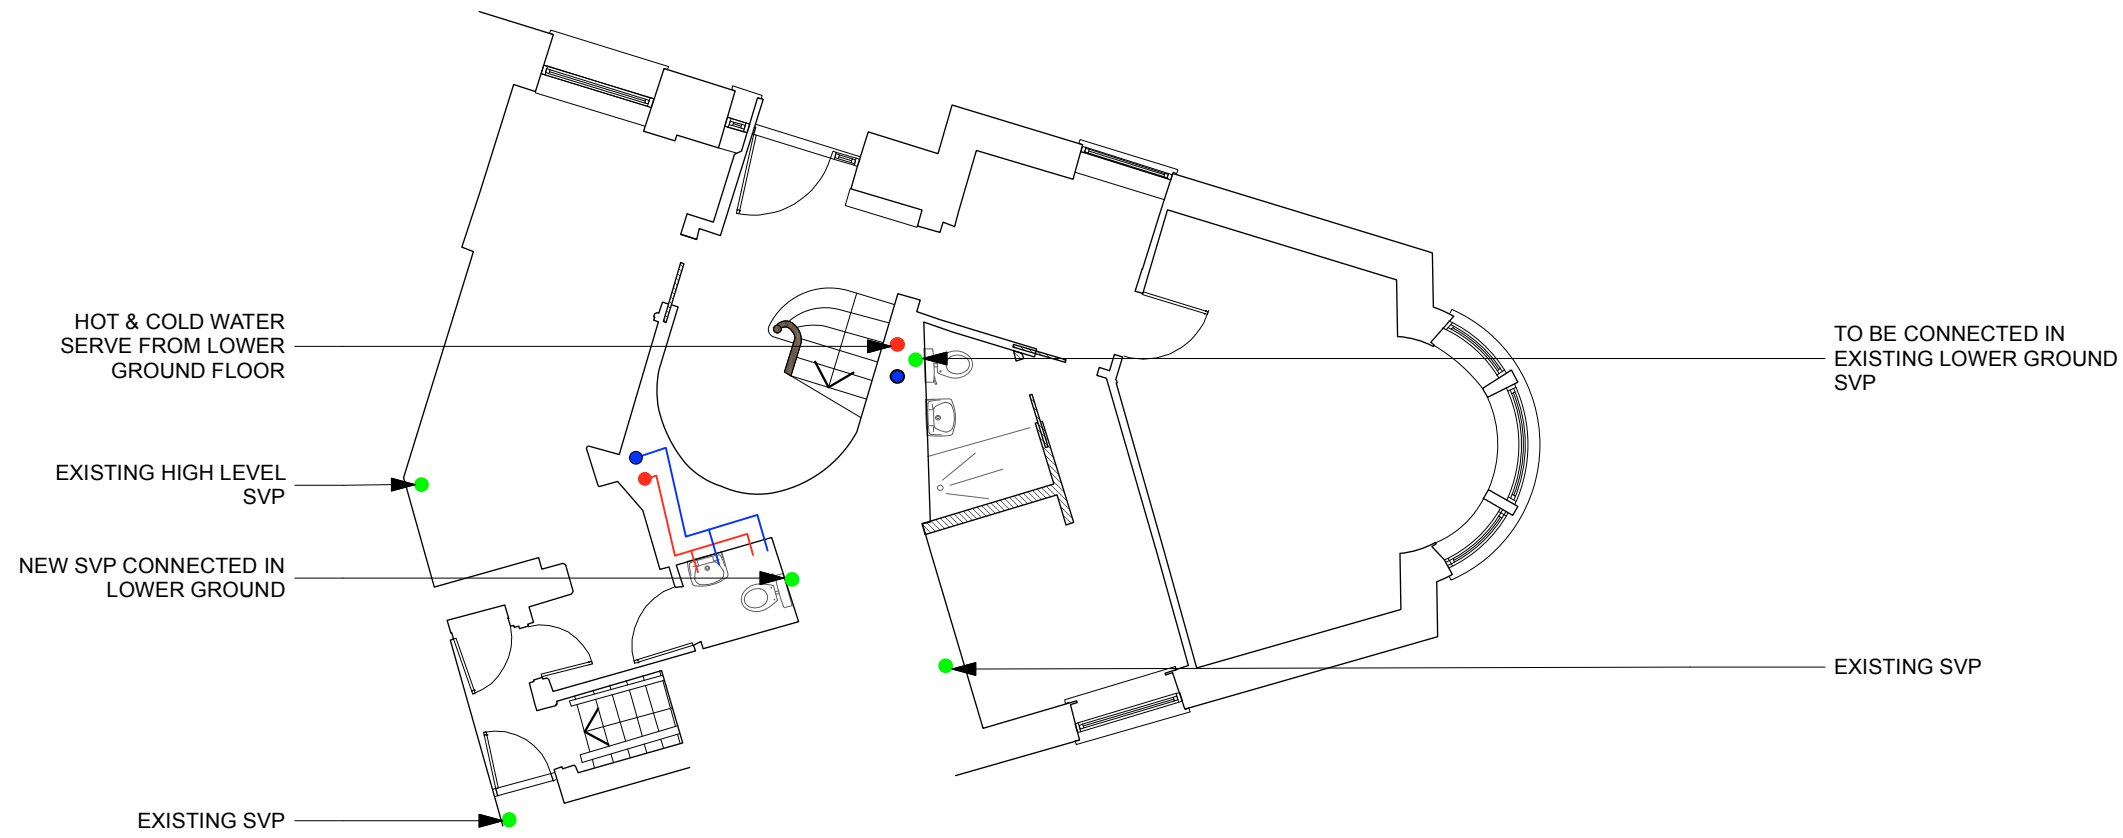 HOT & COLD WATER
SERVE FROM LOWER
GROUND FLOOR
TO BE CONNECTED IN
EXISTING LOWER GROUND
SVP
EXISTING HIGH LEVEL
SVP
NEW SVP CONNECTED IN
LOWER GROUND
EXISTING SVP
EXISTING SVP